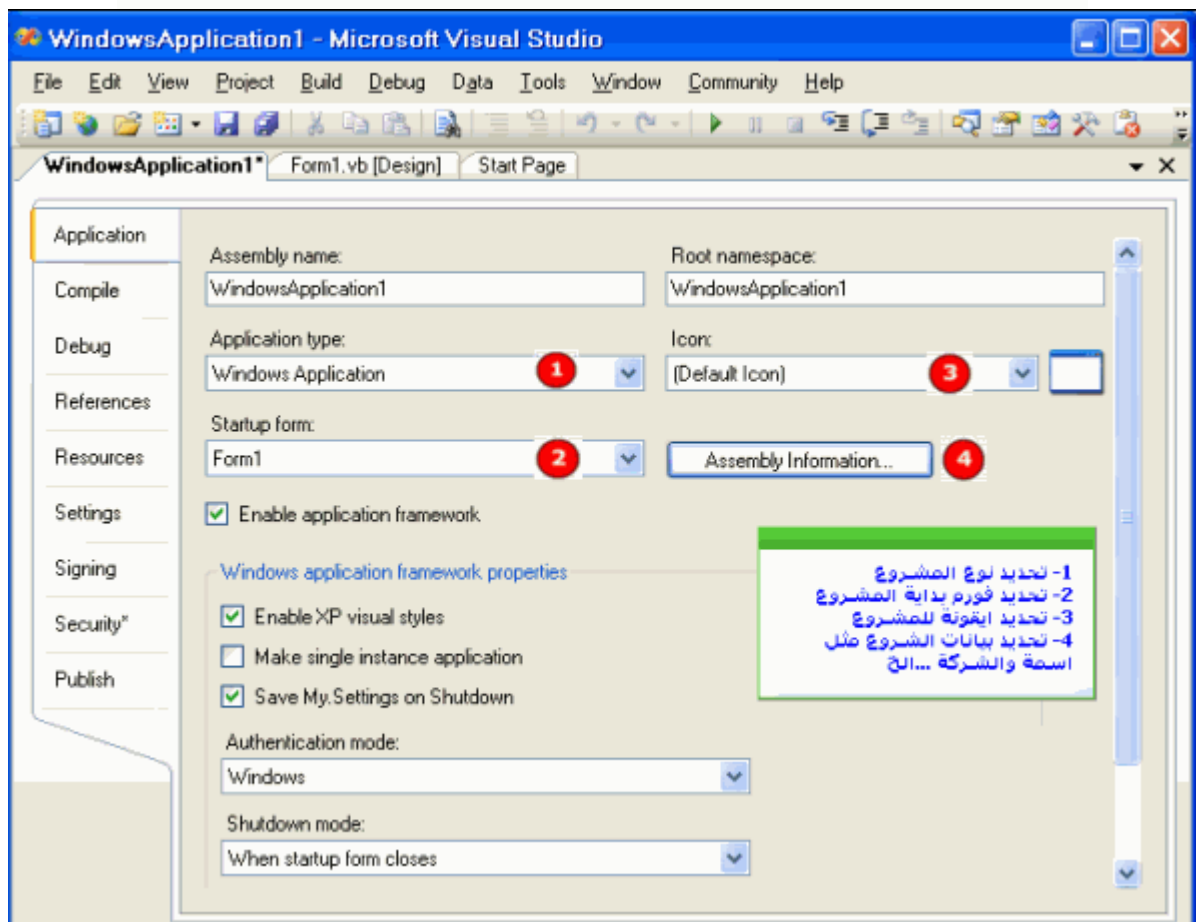 WindowsApplication1 - Microsoft Visual Studio
File Edit View Project Build Debug Data Tools Window Community Help
WindowsApplication1* Form1.vb [Design] Start Page
Application
Compile
Debug
References
Resources
Settings
Signing
Security*
Publish
Assembly name: Root namespace:
WindowsApplication1 WindowsApplication1
Application type: Icon:
Windows Application 1 (Default Icon) 3
Startup form:
Form1 2 Assembly Information... 4
Enable application framework
Windows application framework properties
Enable XP visual styles
Make single instance application
Save My.Settings on Shutdown
Authentication mode:
Windows
Shutdown mode:
When startup form closes
1- تحديد نوع المشروع
2- تحديد فورم بداية المشروع
3- تحديد ايقونة للمشروع
4- تحديد بيانات الشروع مثل
اسمة والشركة ...الخ